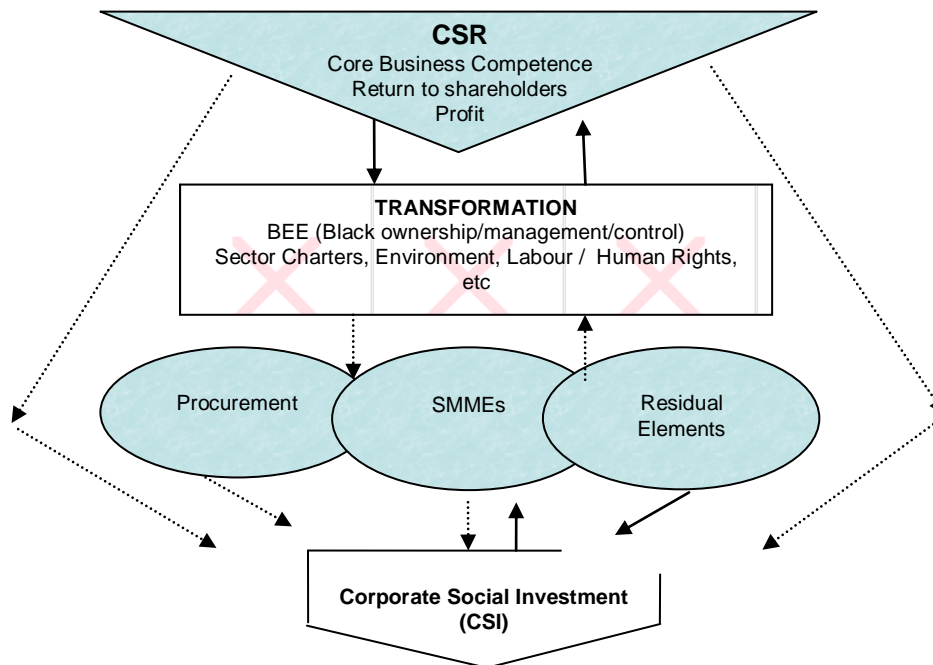 CSR
Core Business Competence
Return to shareholders
Profit
TRANSFORMATION
BEE (Black ownership/management/control)
Sector Charters, Environment, Labour / Human Rights,
etc
Procurement
SMMEs
Residual
Elements
Corporate Social Investment
(CSI)